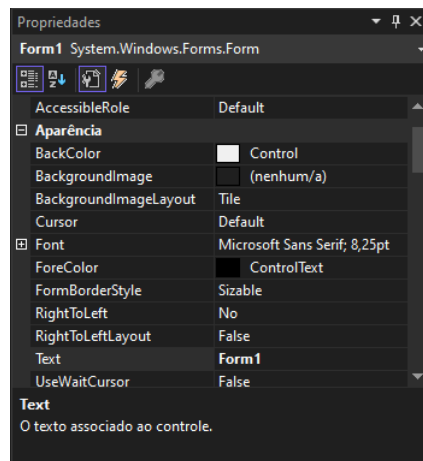 Propriedades
Form1 System.Windows.Forms.Form
AccessibleRole Default
Aparência
BackColor Control
BackgroundImage (nenhum/a)
BackgroundImageLayout Tile
Cursor Default
Font Microsoft Sans Serif; 8,25pt
ForeColor ControlText
FormBorderStyle Sizable
RightToLeft No
RightToLeftLayout False
Text Form1
UseWaitCursor False
Text
O texto associado ao controle.